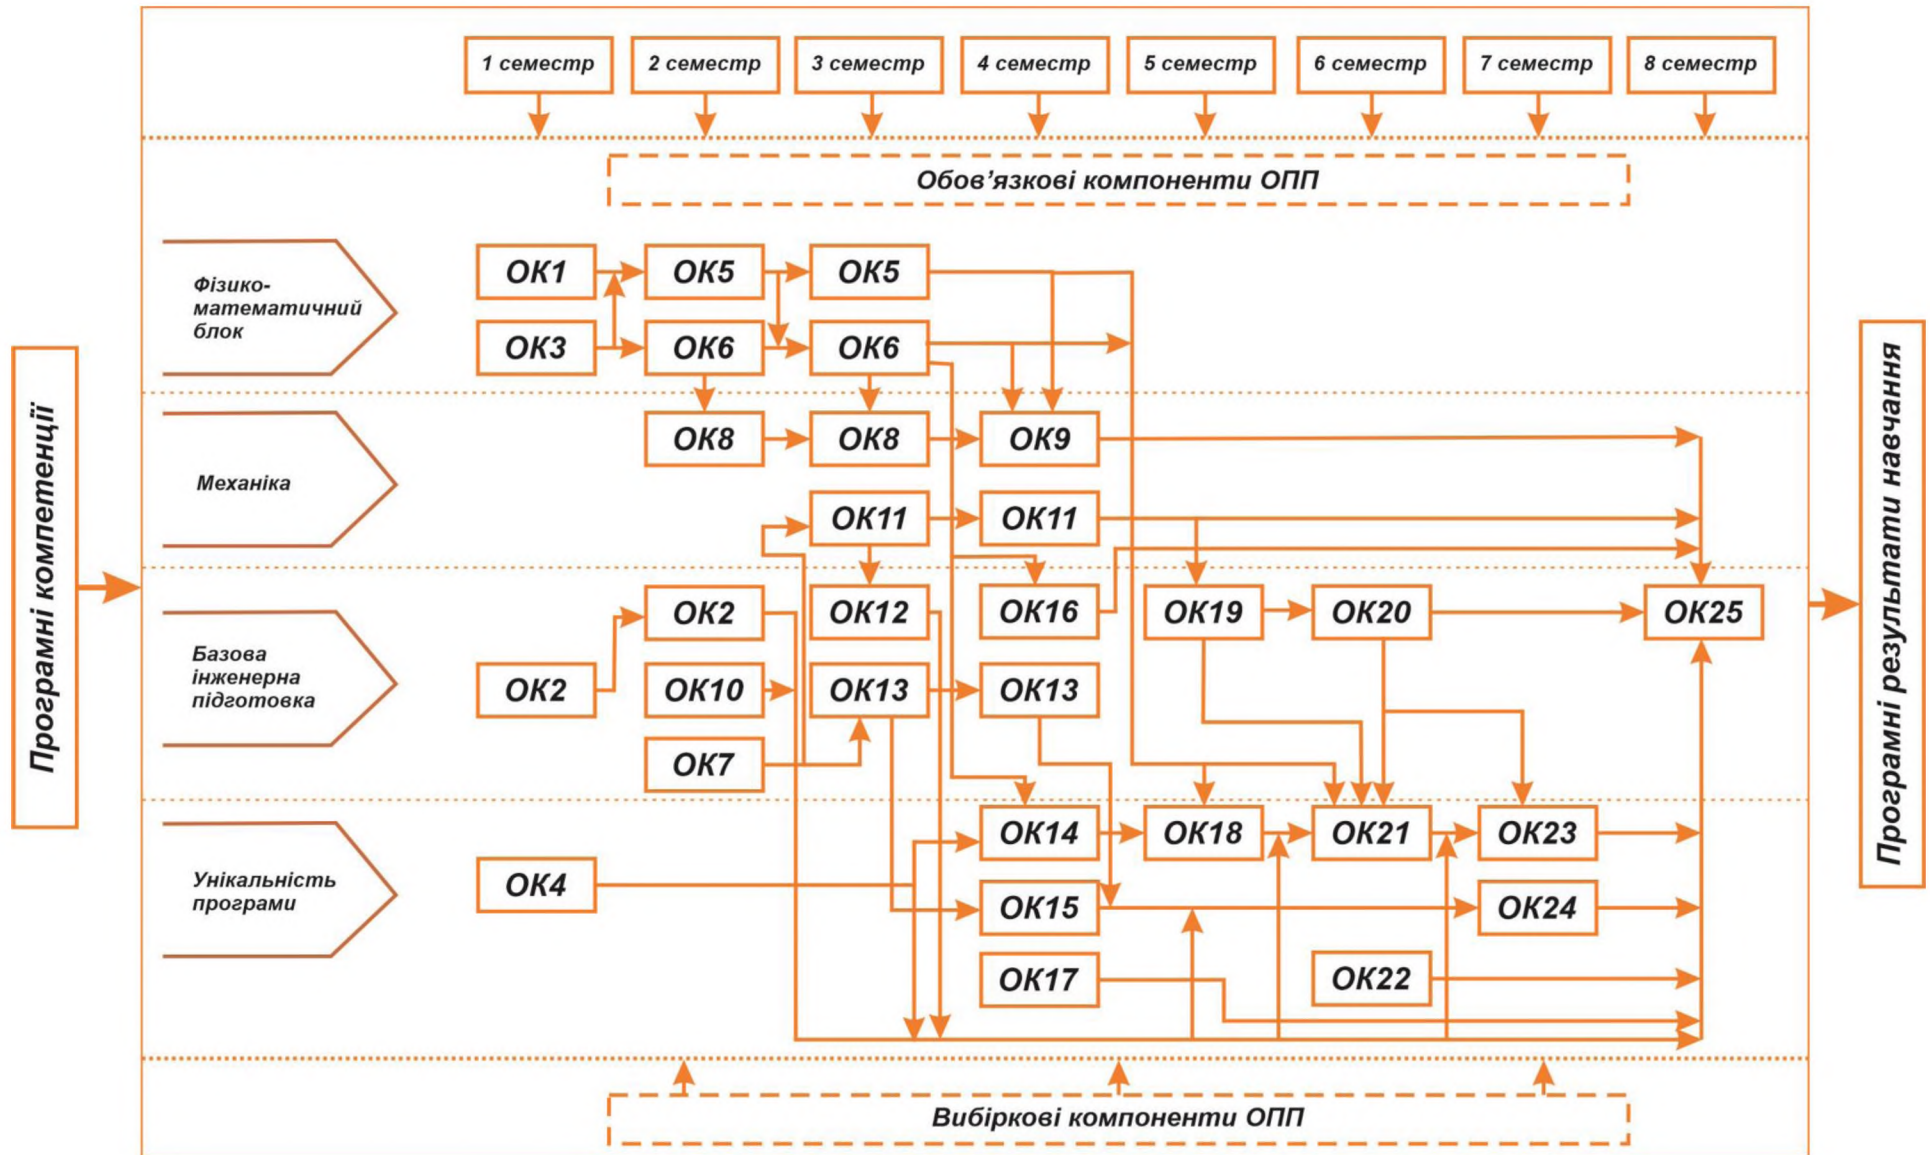 1 семестр
2 семестр
3 семестр
4 семестр
5 семестр
6 семестр
7 семестр
8 семестр
Обов’язкові компоненти ОПП
Програмні компетенції
Фізико-
математичний
блок
ОК1
ОК5
ОК5
ОК3
ОК6
ОК6
Механіка
ОК8
ОК8
ОК9
ОК11
ОК11
Базова
інженерна
підготовка
ОК2
ОК12
ОК16
ОК19
ОК20
ОК25
ОК2
ОК10
ОК13
ОК13
ОК7
Унікальність
програми
ОК14
ОК18
ОК21
ОК23
ОК4
ОК15
ОК24
ОК17
ОК22
Програмні результати навчання
Вибіркові компоненти ОПП